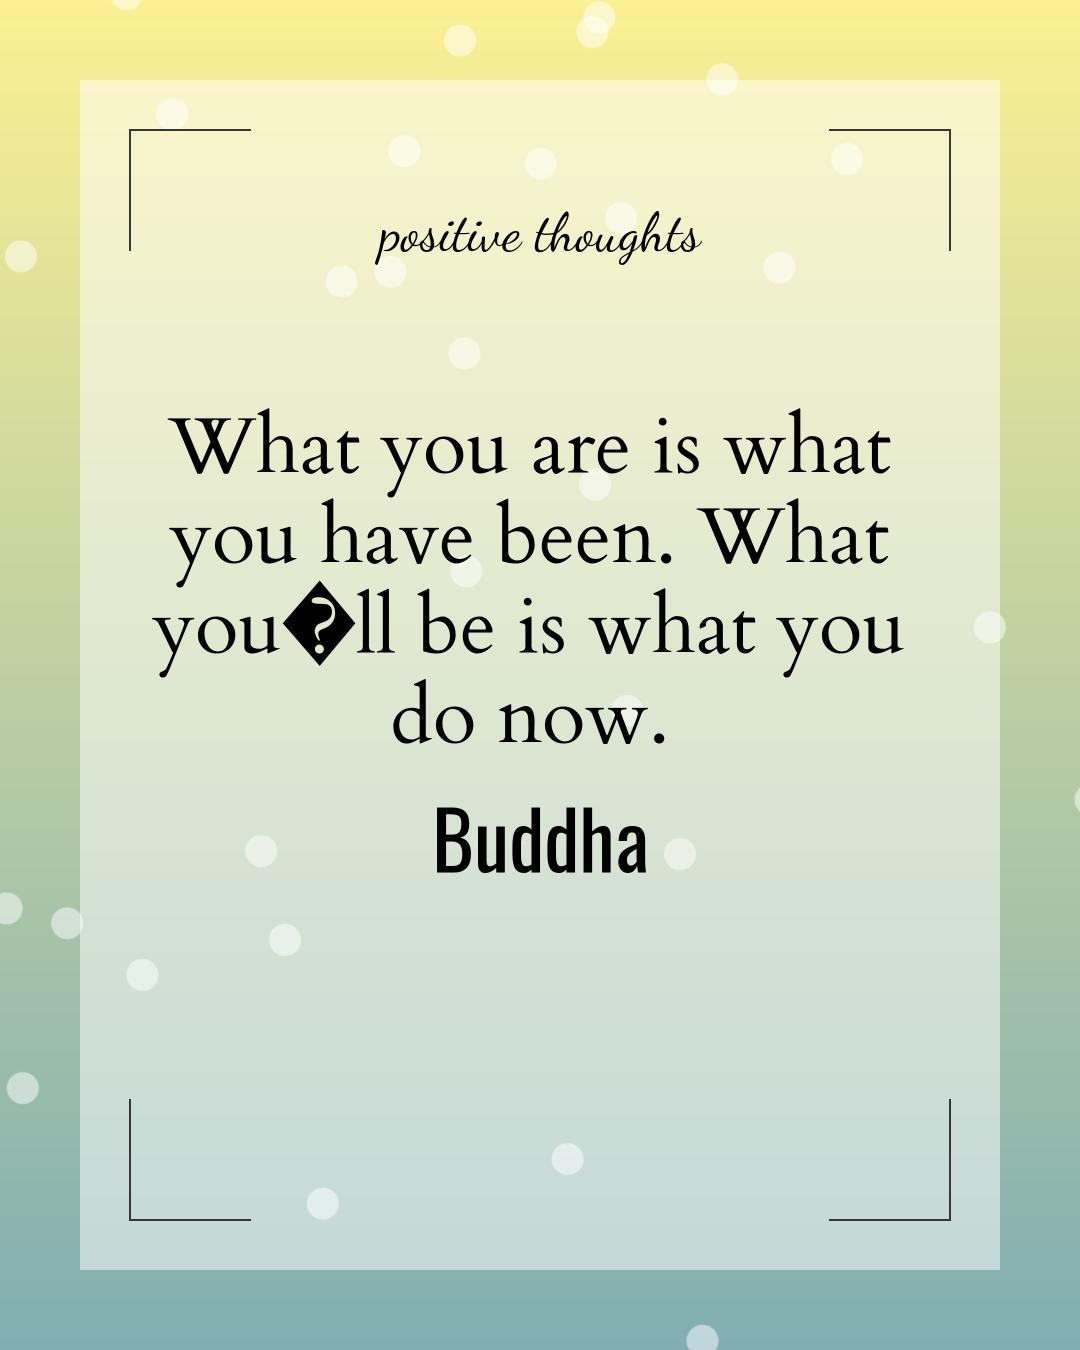 positive thoughts
What you are is what
you have been. What
you�ll be is what you
do now.
Buddha